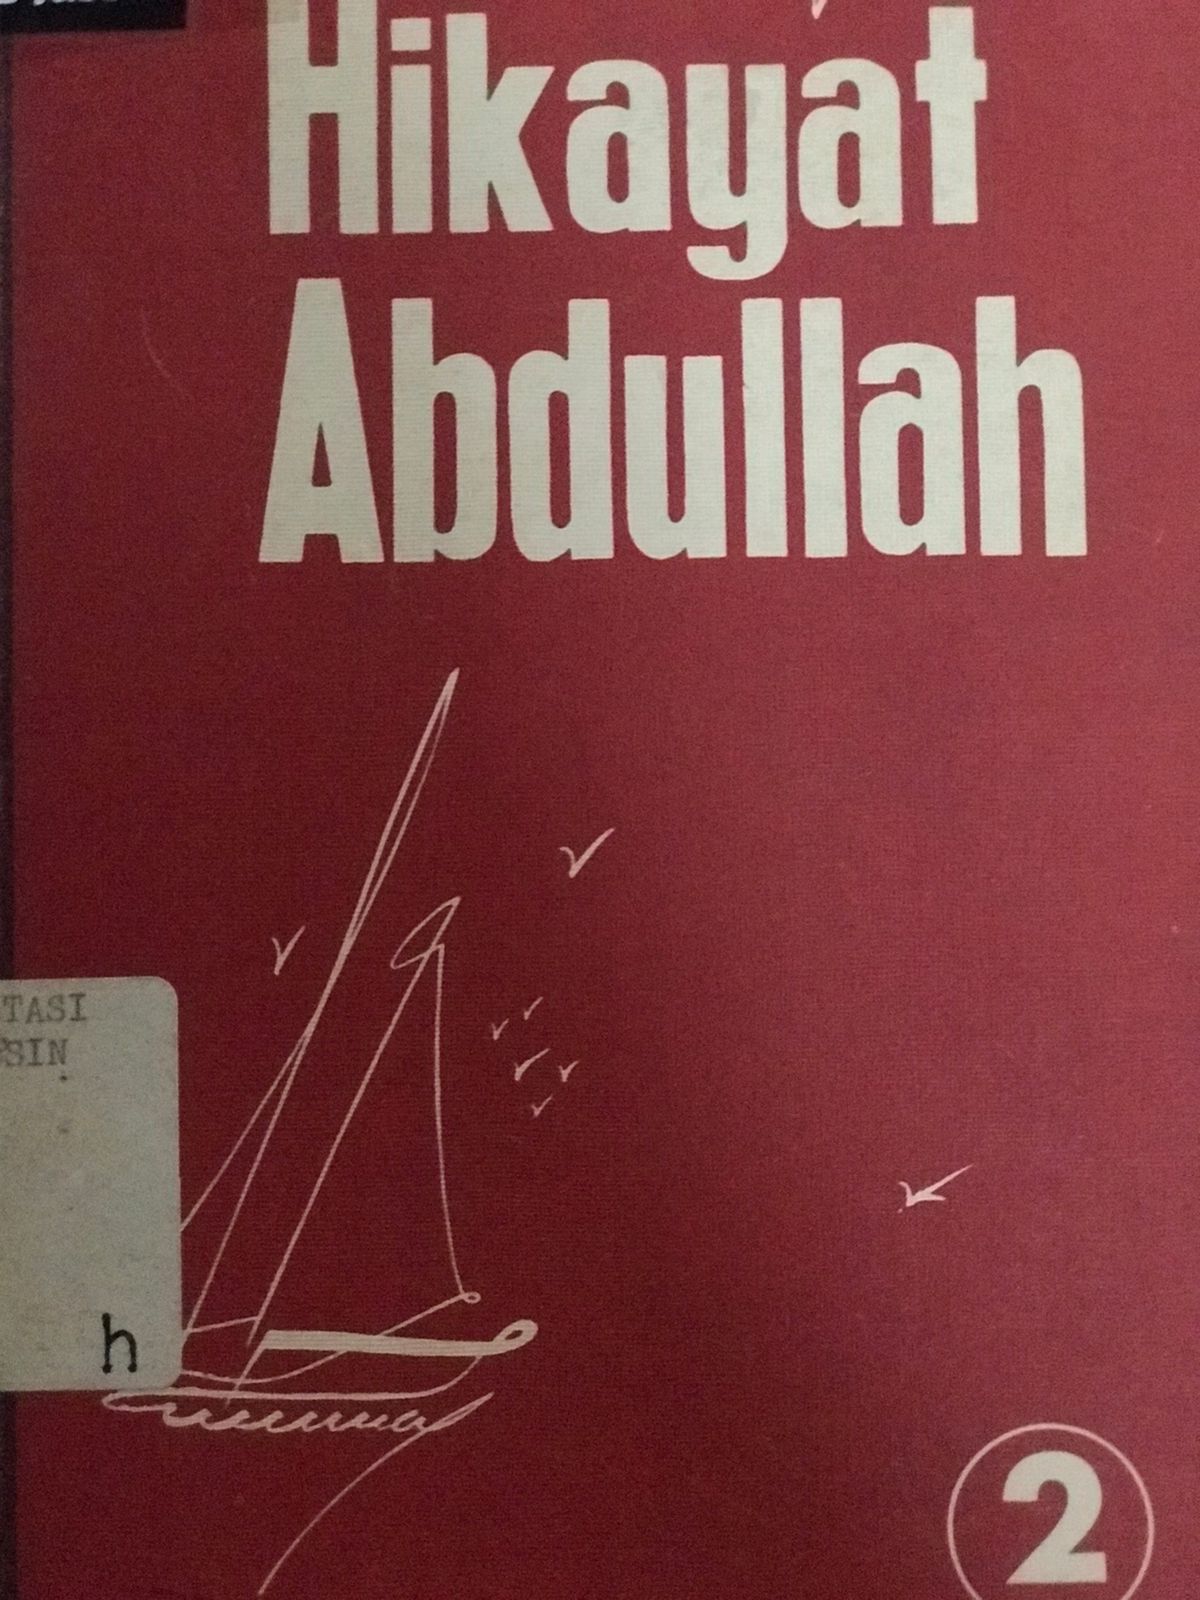 Hikayat
Abdullah
TASI
SIN
h
2